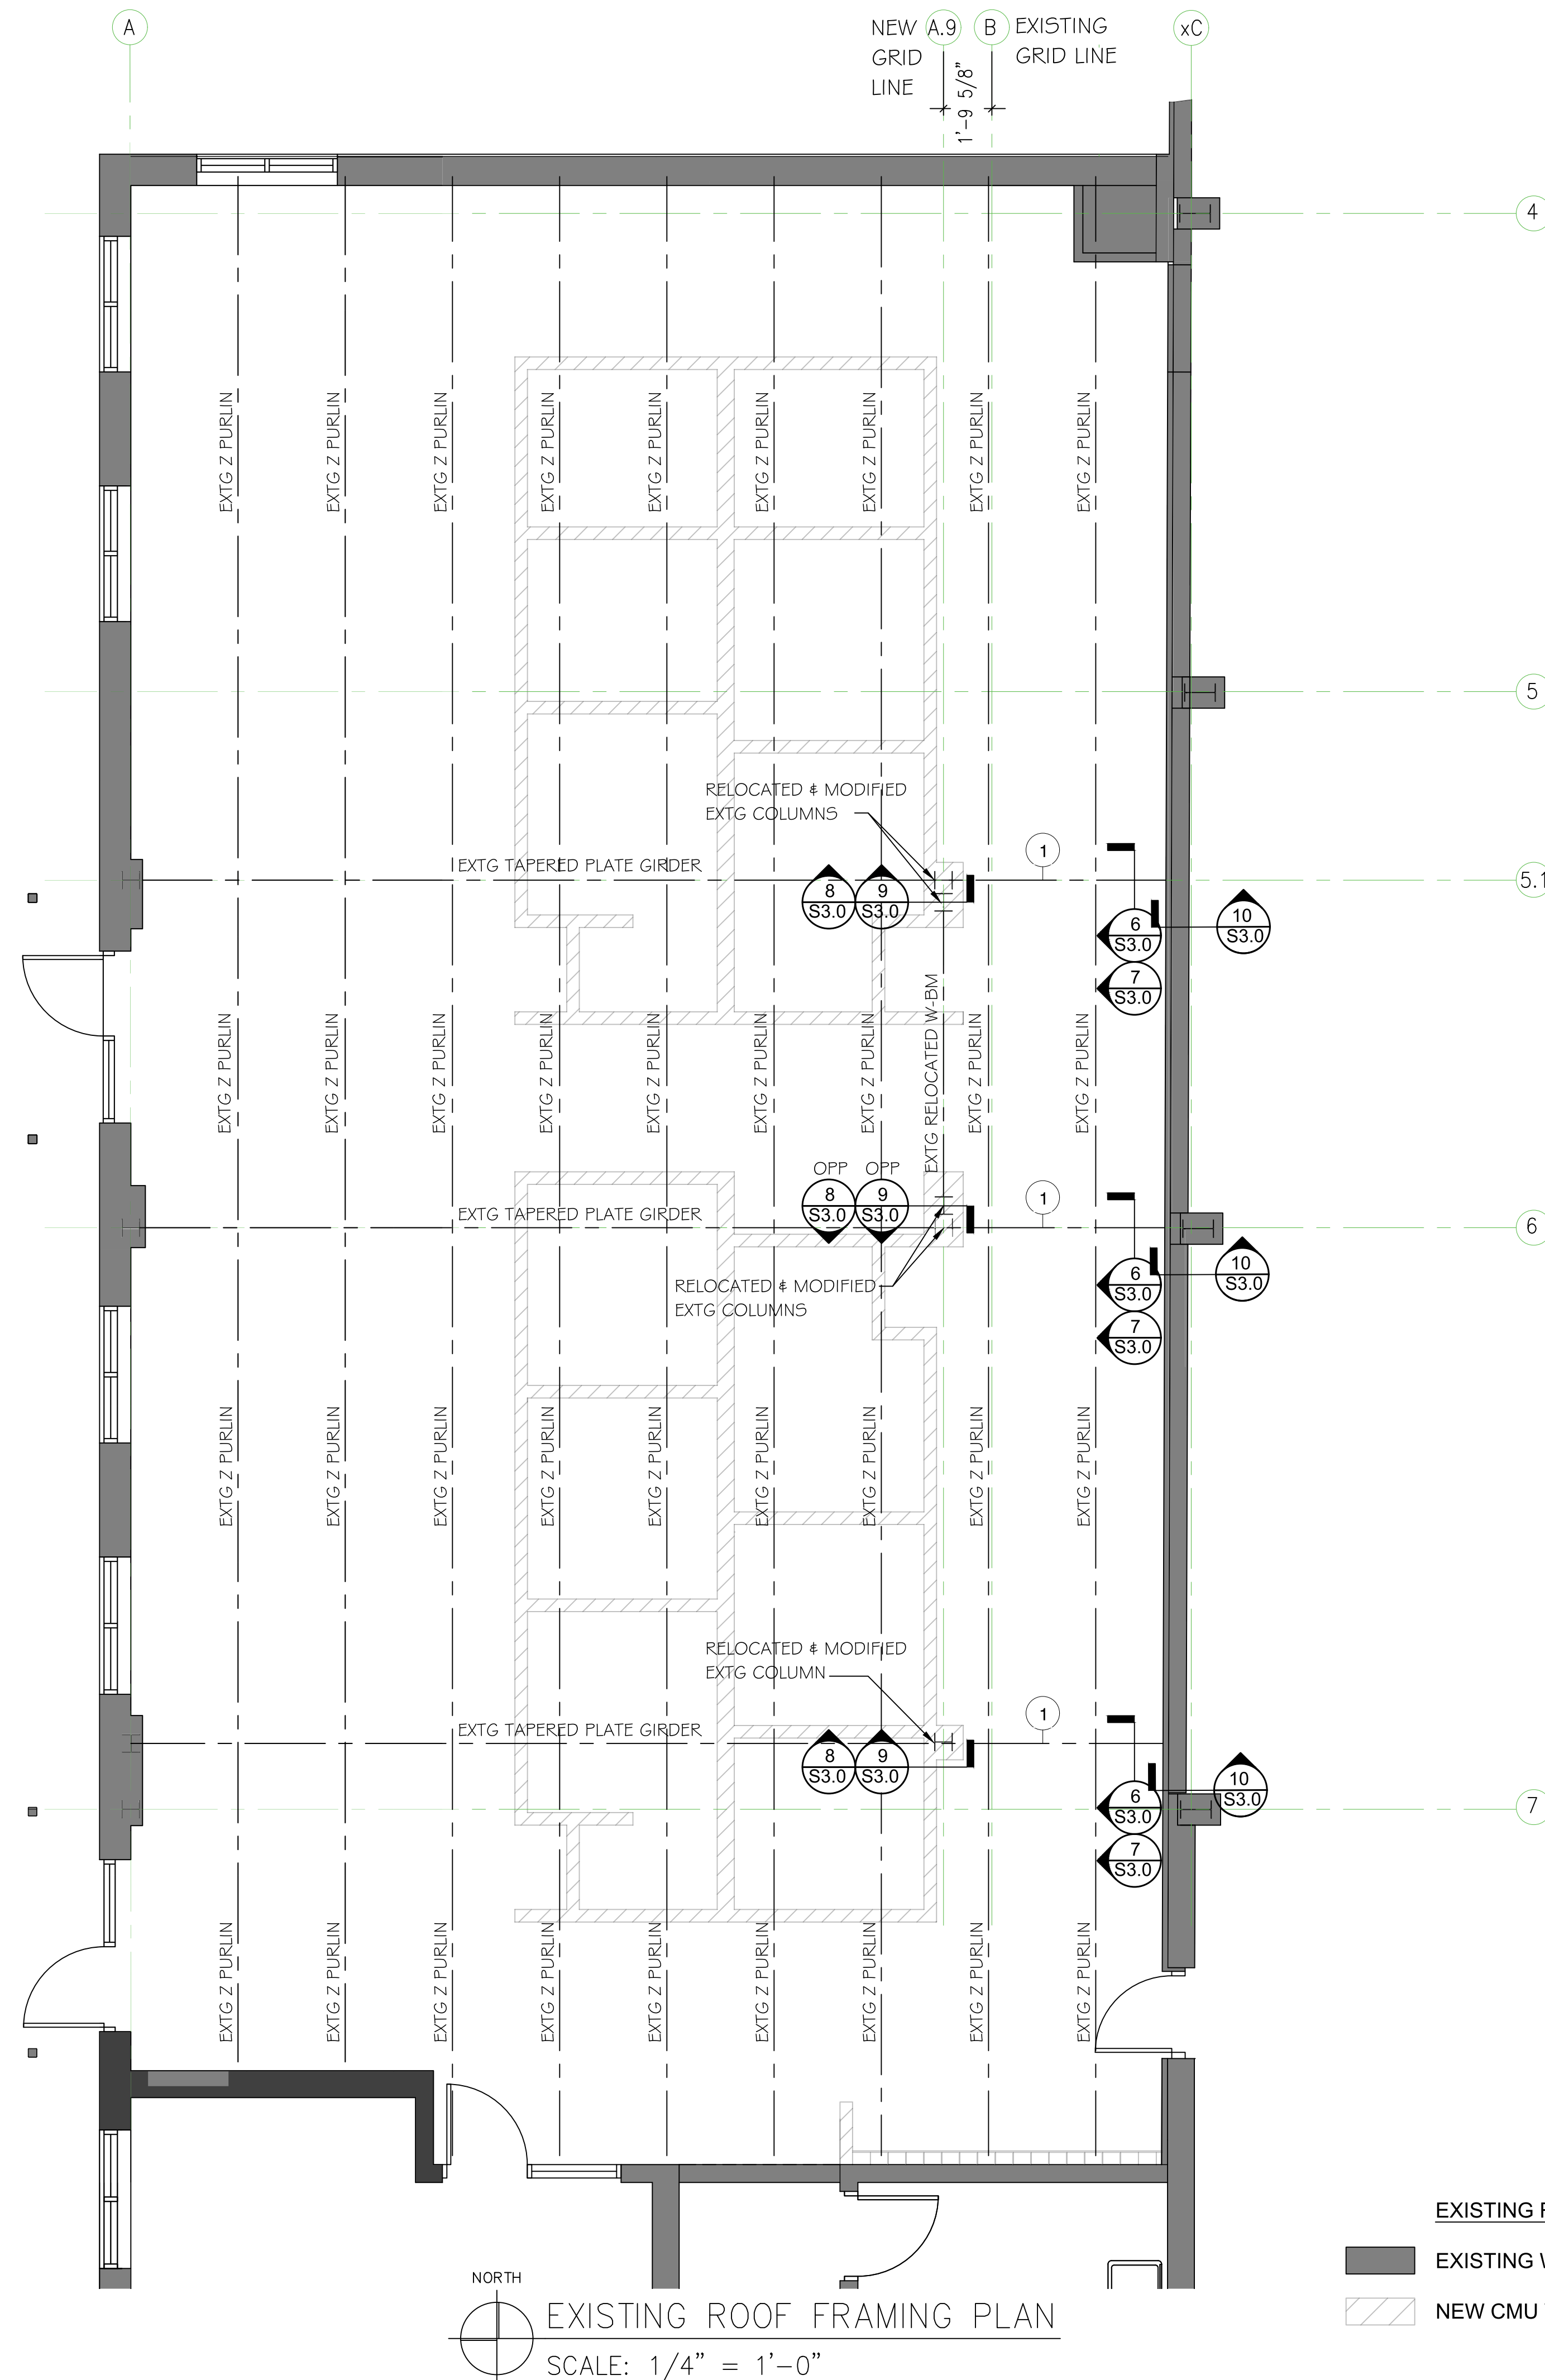 A
NEW
GRID
LINE
A.9
B
EXISTING
GRID LINE
xC
1'-9 5/8"
4
EXTG Z PURLIN
EXTG Z PURLIN
EXTG Z PURLIN
EXTG Z PURLIN
EXTG Z PURLIN
EXTG Z PURLIN
EXTG Z PURLIN
EXTG Z PURLIN
EXTG Z PURLIN
5
RELOCATED & MODIFIED
EXTG COLUMNS
EXTG TAPERED PLATE GIRDER
1
5.1
8
S3.0
9
S3.0
6
S3.0
10
S3.0
7
S3.0
EXTG RELOCATED W-BM
EXTG Z PURLIN
EXTG Z PURLIN
EXTG Z PURLIN
EXTG Z PURLIN
EXTG Z PURLIN
EXTG Z PURLIN
EXTG Z PURLIN
EXTG Z PURLIN
EXTG Z PURLIN
OPP
OPP
8
S3.0
9
S3.0
1
EXTG TAPERED PLATE GIRDER
6
6
S3.0
10
S3.0
7
S3.0
RELOCATED & MODIFIED
EXTG COLUMNS
EXTG Z PURLIN
EXTG Z PURLIN
EXTG Z PURLIN
EXTG Z PURLIN
EXTG Z PURLIN
EXTG Z PURLIN
EXTG Z PURLIN
EXTG Z PURLIN
EXTG Z PURLIN
RELOCATED & MODIFIED
EXTG COLUMN
EXTG TAPERED PLATE GIRDER
1
8
S3.0
9
S3.0
10
S3.0
6
S3.0
7
7
S3.0
EXTG Z PURLIN
EXTG Z PURLIN
EXTG Z PURLIN
EXTG Z PURLIN
EXTG Z PURLIN
EXTG Z PURLIN
EXTG Z PURLIN
EXTG Z PURLIN
EXTG Z PURLIN
EXISTING
EXISTING
NEW CMU
NORTH
EXISTING ROOF FRAMING PLAN
SCALE: 1/4" = 1'-0"